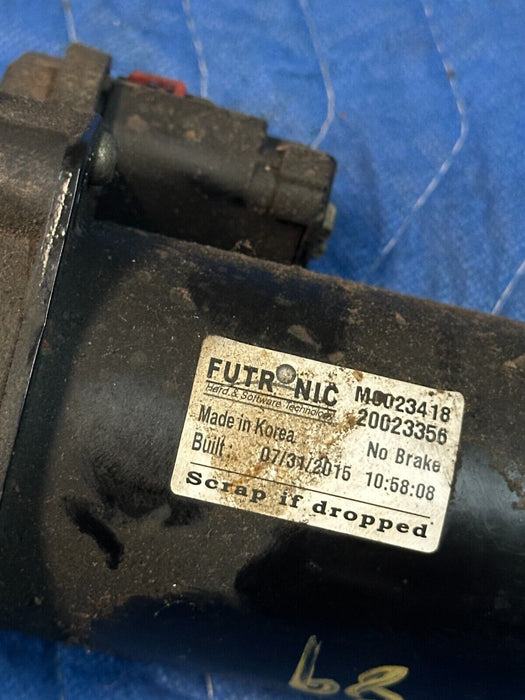 FUTRONIC
Hard & Software Technology
M0023418
20023356
Made in Korea
No Brake
Built : 07/31/2015 10:58:08
Scrap if dropped